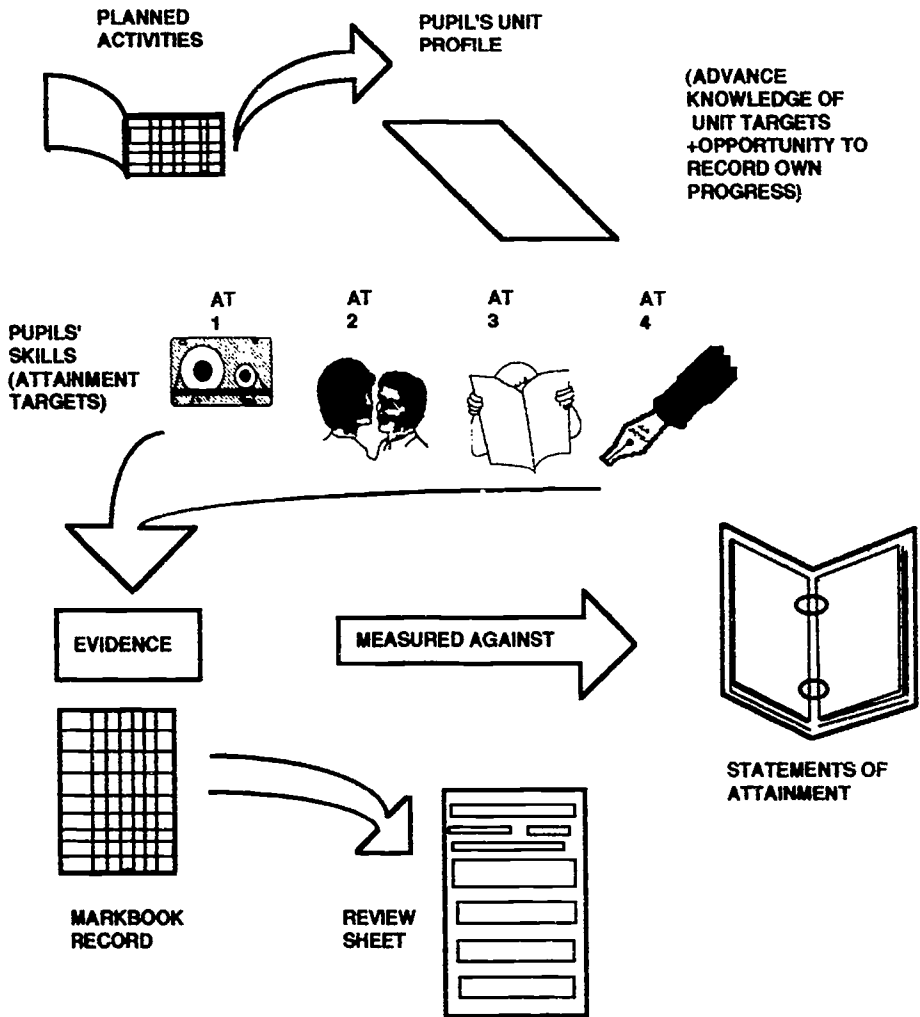 PLANNED
ACTIVITIES
PUPIL'S UNIT
PROFILE
(ADVANCE
KNOWLEDGE OF
UNIT TARGETS
+OPPORTUNITY TO
RECORD OWN
PROGRESS)
PUPILS'
SKILLS
(ATTAINMENT
TARGETS)
AT
1
AT
2
AT
3
AT
4
EVIDENCE
MEASURED AGAINST
STATEMENTS OF
ATTAINMENT
MARKBOOK
RECORD
REVIEW
SHEET